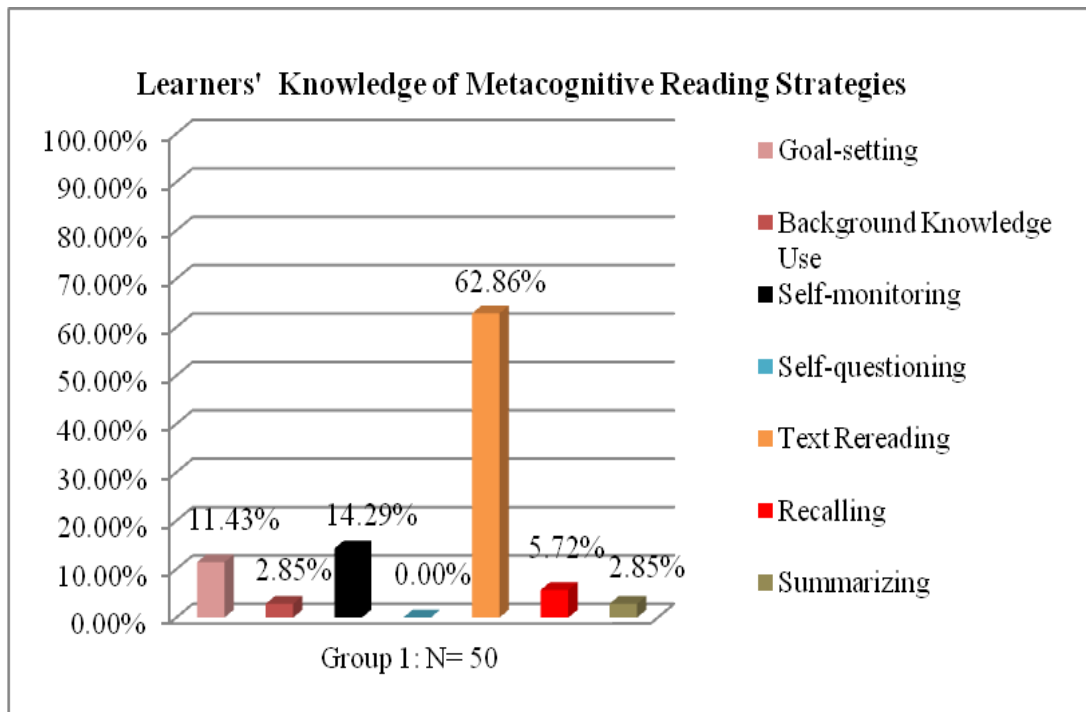 Learners' Knowledge of Metacognitive Reading Strategies
100.00%
90.00%
80.00%
70.00%
60.00%
50.00%
40.00%
30.00%
20.00%
10.00%
0.00%
11.43%
2.85%
14.29%
0.00%
62.86%
5.72%
2.85%
Group 1: N= 50
Goal-setting
Background Knowledge
Use
Self-monitoring
Self-questioning
Text Rereading
Recalling
Summarizing